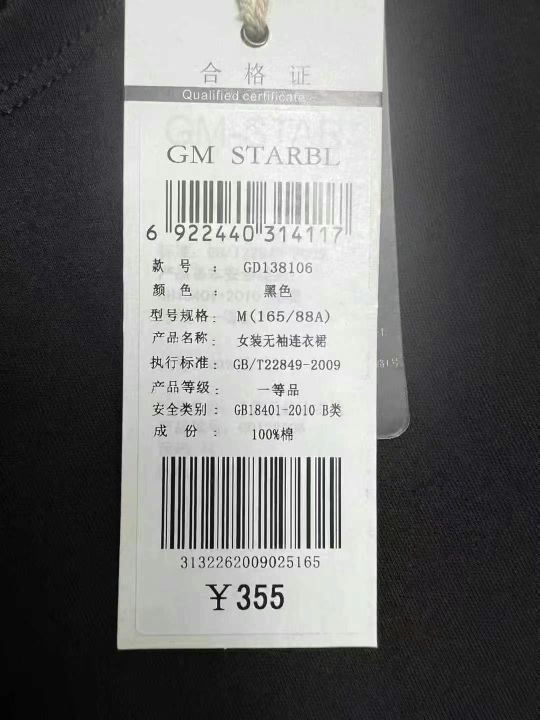 合格证
Qualified certificate
GM STARBL
6 922440 314117
款号： GD138106
颜色： 黑色
型号规格： M(165/88A)
产品名称： 女装无袖连衣裙
执行标准： GB/T22849-2009
产品等级： 一等品
安全类别： GB18401-2010 B类
成份： 100%棉
3132262009025165
￥355